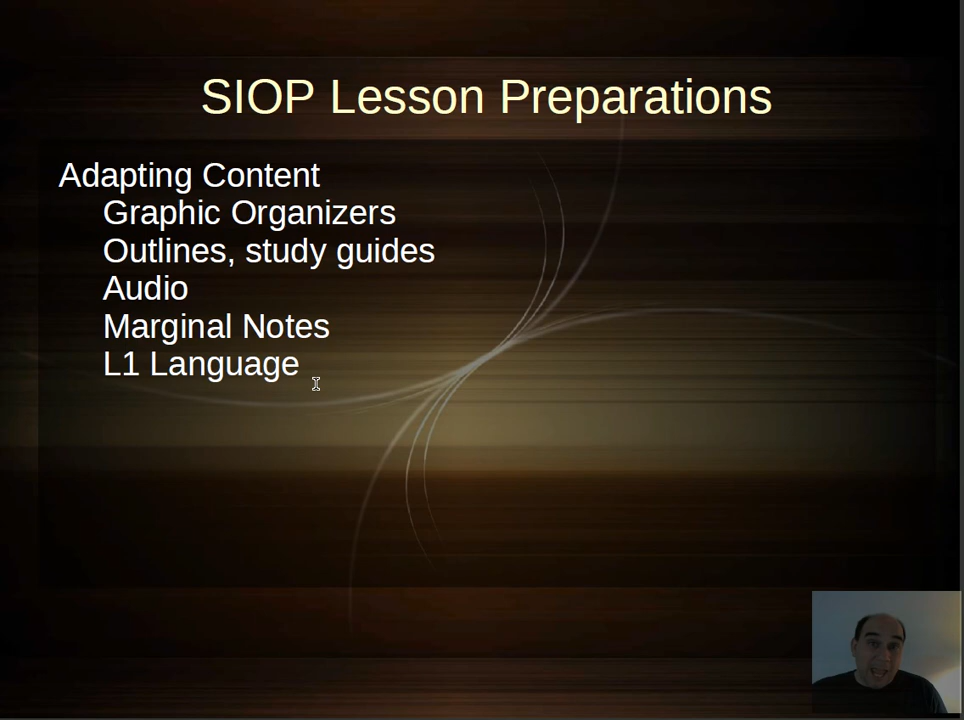 SIOP Lesson Preparations
Adapting Content
Graphic Organizers
Outlines, study guides
Audio
Marginal Notes
L1 Language